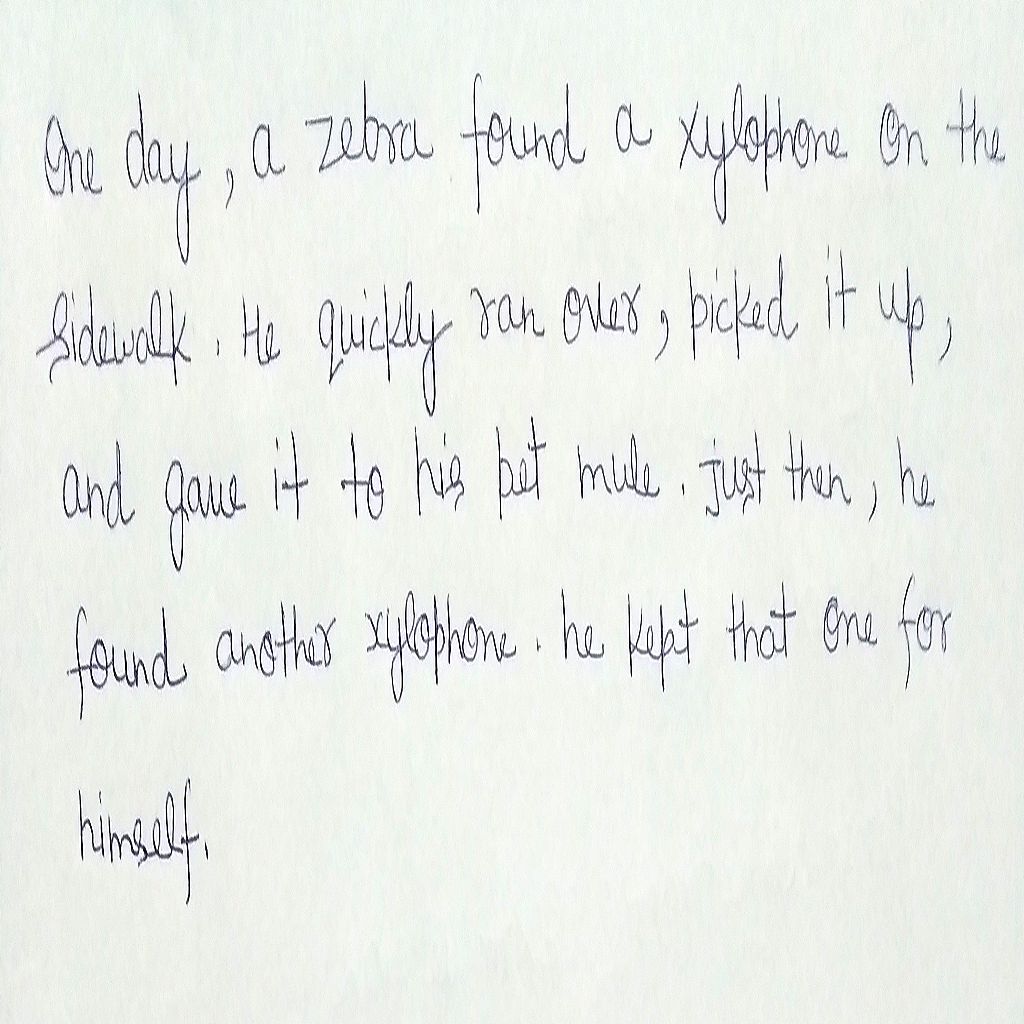 One day, a zebra found a xylophone on the
sidewalk. He quickly ran over, picked it up,
and gave it to his pet mule. just then, he
found another xylophone. he kept that one for
himself.